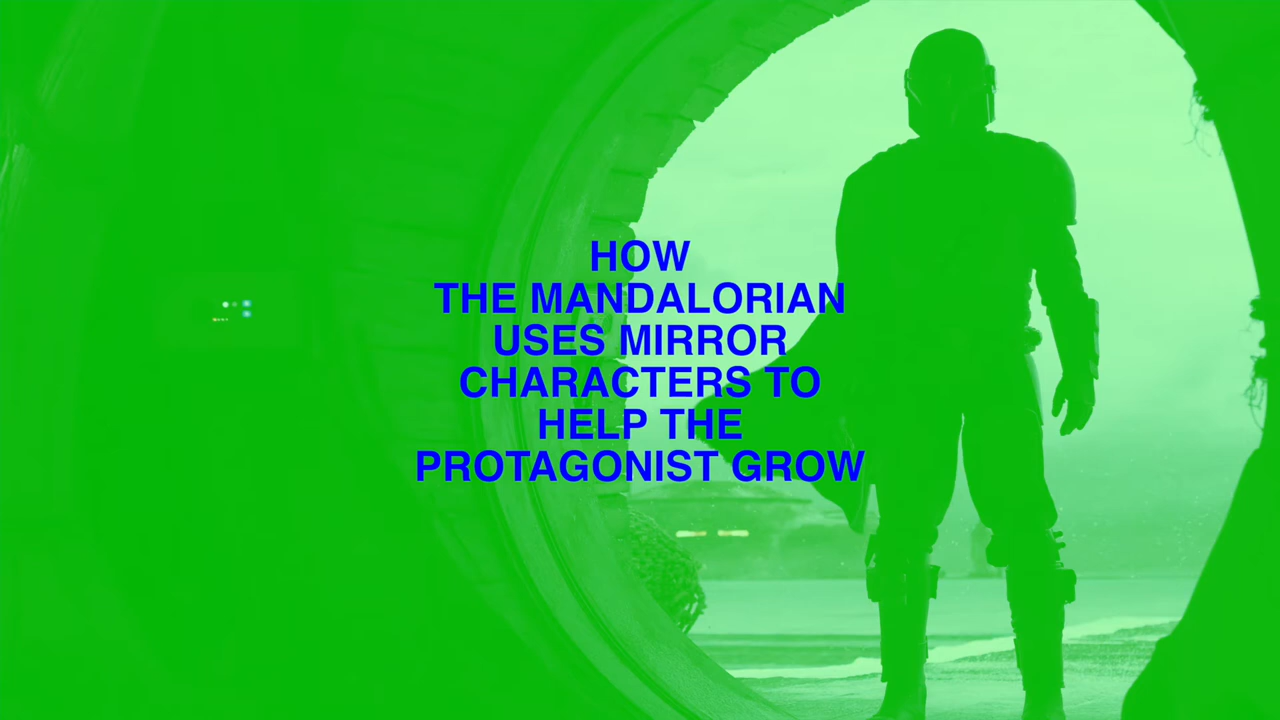 HOW
THE MANDALORIAN
USES MIRROR
CHARACTERS TO
HELP THE
PROTAGONIST GROW